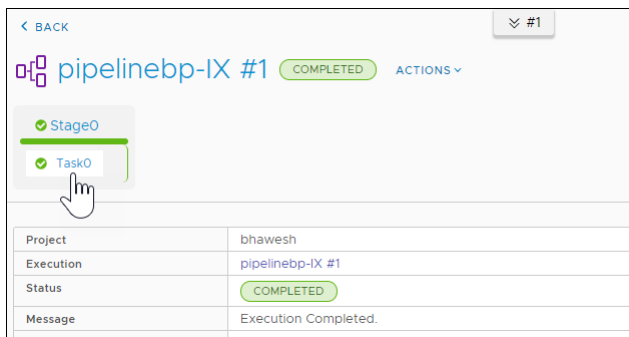 BACK
#1
pipelinebp-IX #1 COMPLETED ACTIONS
Stage0
Task0
Project bhawesh
Execution pipelinebp-IX #1
Status COMPLETED
Message Execution Completed.